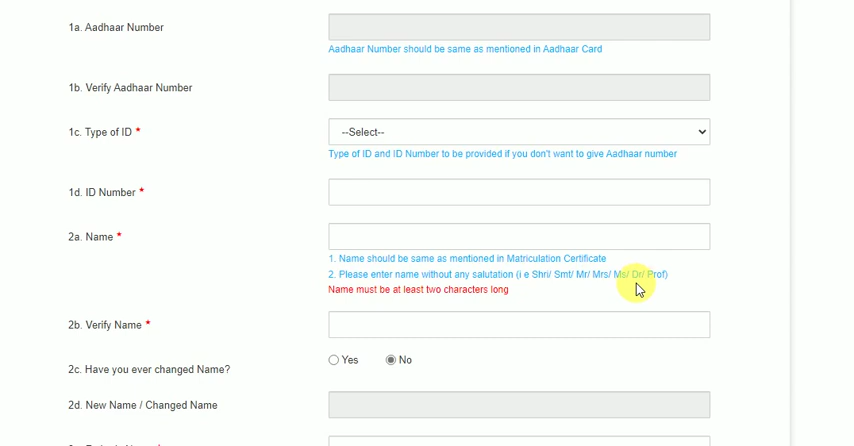 1a. Aadhaar Number
Aadhaar Number should be same as mentioned in Aadhaar Card
1b. Verify Aadhaar Number
1c. Type of ID *
--Select--
Type of ID and ID Number to be provided if you don't want to give Aadhaar number
1d. ID Number *
2a. Name *
1. Name should be same as mentioned in Matriculation Certificate
2. Please enter name without any salutation (i e Shri/ Smt/ Mr/ Mrs/ Ms/ Dr/ Prof)
Name must be at least two characters long
2b. Verify Name *
2c. Have you ever changed Name?
Yes No
2d. New Name / Changed Name